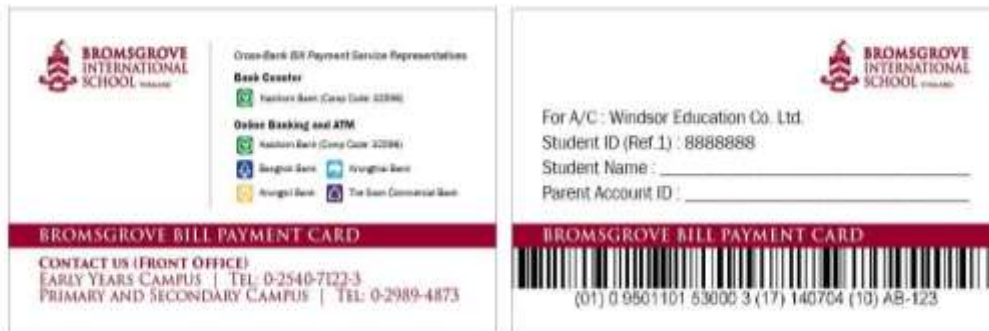 BROMSGROVE
INTERNATIONAL
SCHOOL THAILAND
Cross-Bank Bill Payment Service Representatives
Bank Counter
Kasikorn Bank (Comp Code: )
Online Banking and ATM
Kasikorn Bank (Comp Code: )
Bangkok Bank Krungthai Bank
Krungsri Bank The Siam Commercial Bank
BROMSGROVE BILL PAYMENT CARD
CONTACT US (FRONT OFFICE)
EARLY YEARS CAMPUS | TEL: 0-2540-7122-3
PRIMARY AND SECONDARY CAMPUS | TEL: 0-2989-4873
BROMSGROVE
INTERNATIONAL
SCHOOL THAILAND
For A/C : Windsor Education Co. Ltd.
Student ID (Ref.1) : 8888888
Student Name :
Parent Account ID :
BROMSGROVE BILL PAYMENT CARD
(01) 0 9501101 53000 3 (17) 140704 (10) AB-123